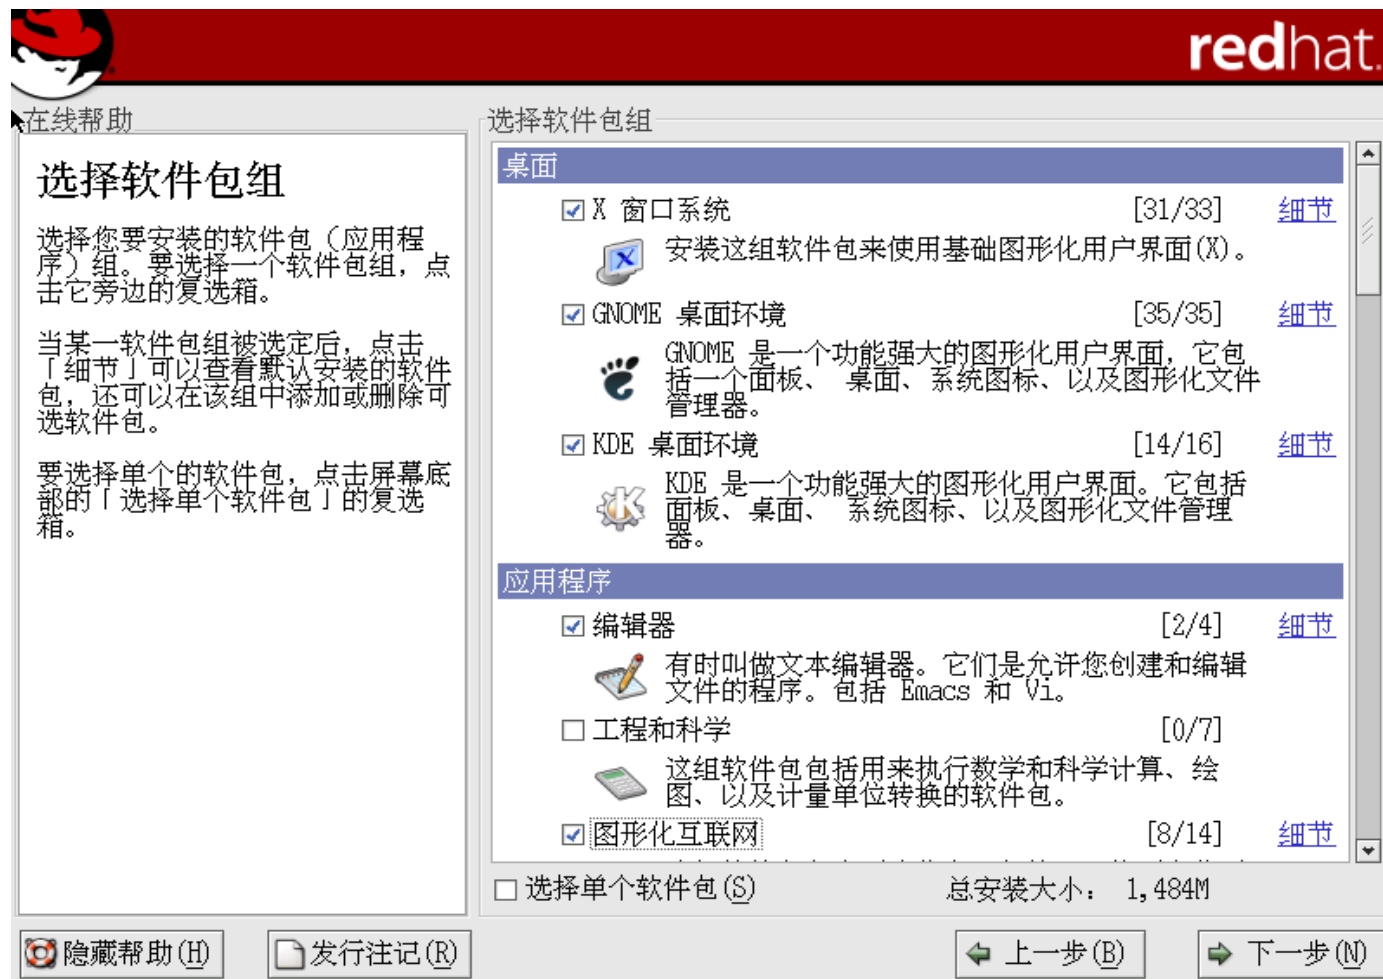 redhat.
在线帮助
选择软件包组
选择您要安装的软件包（应用程
序）组。要选择一个软件包组，点
击它旁边的复选箱。
当某一软件包组被选定后，点击
「细节」可以查看默认安装的软件
包，还可以在该组中添加或删除可
选软件包。
要选择单个的软件包，点击屏幕底
部的「选择单个软件包」的复选
箱。
选择软件包组
桌面
X 窗口系统 [31/33] 细节
安装这组软件包来使用基础图形化用户界面(X)。
GNOME 桌面环境 [35/35] 细节
GNOME 是一个功能强大的图形化用户界面，它包
括一个面板、 桌面、系统图标、以及图形化文件
管理器。
KDE 桌面环境 [14/16] 细节
KDE 是一个功能强大的图形化用户界面。它包括
面板、桌面、 系统图标、以及图形化文件管理
器。
应用程序
编辑器 [2/4] 细节
有时叫做文本编辑器。它们是允许您创建和编辑
文件的程序。包括 Emacs 和 Vi。
工程和科学 [0/7]
这组软件包包括用来执行数学和科学计算、绘
图、以及计量单位转换的软件包。
图形化互联网 [8/14] 细节
选择单个软件包(S) 总安装大小： 1,484M
隐藏帮助(H) 发行注记(R) 上一步(B) 下一步(N)